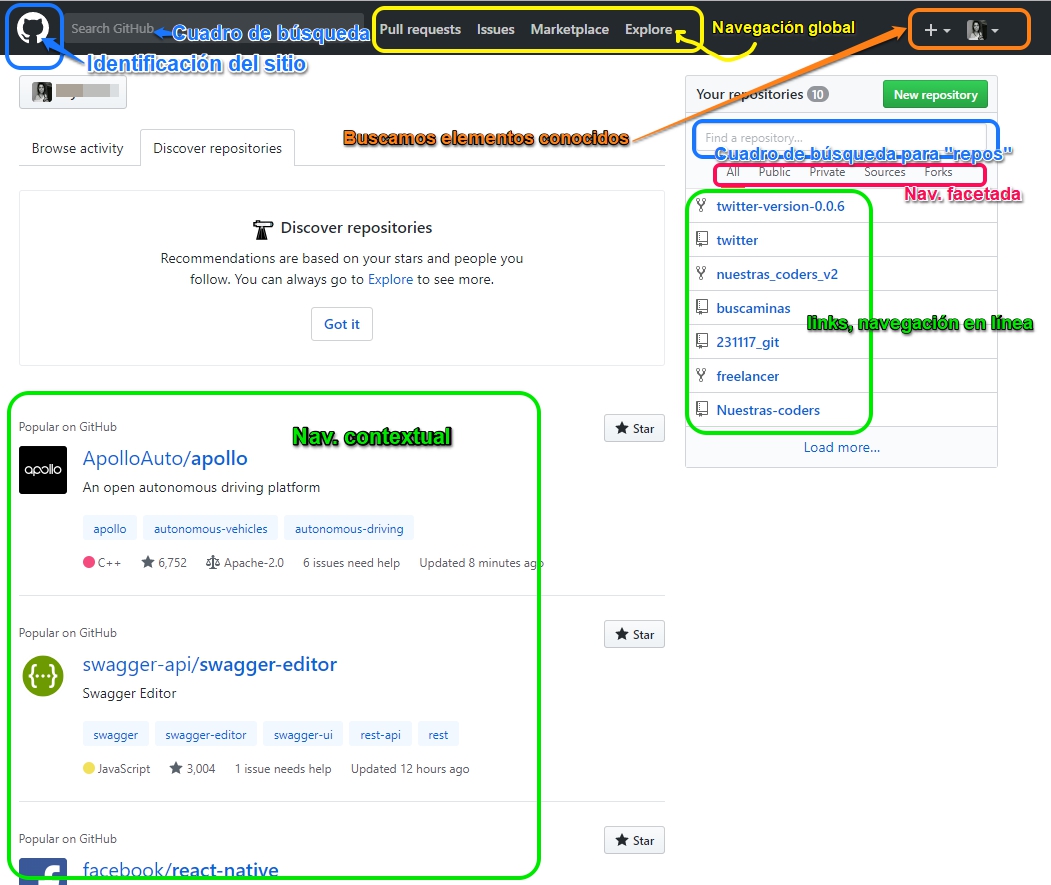 Search GitHub
Cuadro de búsqueda
Pull requests Issues Marketplace Explore
Navegación global
Identificación del sitio
Your repositories 10
New repository
Buscamos elementos conocidos
Find a repository...
Cuadro de búsqueda para "repos"
All Public Private Sources Forks
Nav. facetada
Browse activity Discover repositories
twitter-version-0.0.6
twitter
nuestras_coders_v2
buscaminas
links, navegación en línea
231117_git
freelancer
Nuestras-coders
Load more...
Discover repositories
Recommendations are based on your stars and people you
follow. You can always go to Explore to see more.
Got it
Nav. contextual
Popular on GitHub
Star
apollo
ApolloAuto/apollo
An open autonomous driving platform
apollo autonomous-vehicles autonomous-driving
C++ 6,752 Apache-2.0 6 issues need help Updated 8 minutes ago
Popular on GitHub
Star
swagger-api/swagger-editor
Swagger Editor
swagger swagger-editor swagger-ui rest-api rest
JavaScript 3,004 1 issue needs help Updated 12 hours ago
Popular on GitHub
Star
facebook/react-native